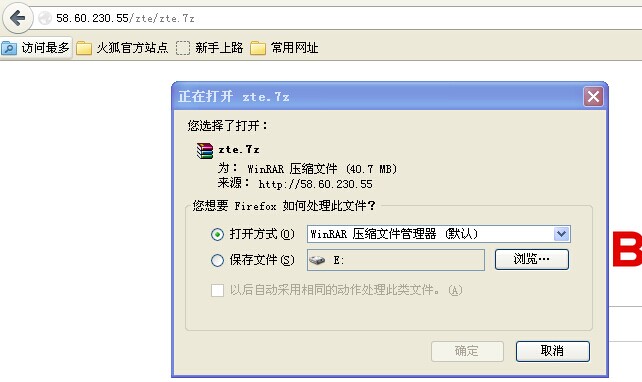 58.60.230.55/zte/zte.7z
访问最多 火狐官方站点 新手上路 常用网址
正在打开 zte.7z
您选择了打开：
zte.7z
为： WinRAR 压缩文件 (40.7 MB)
来源： http://58.60.230.55
您想要 Firefox 如何处理此文件？
打开方式(O) WinRAR 压缩文件管理器 (默认)
保存文件(S) E: 浏览…
以后自动采用相同的动作处理此类文件。(A)
B
确定 取消